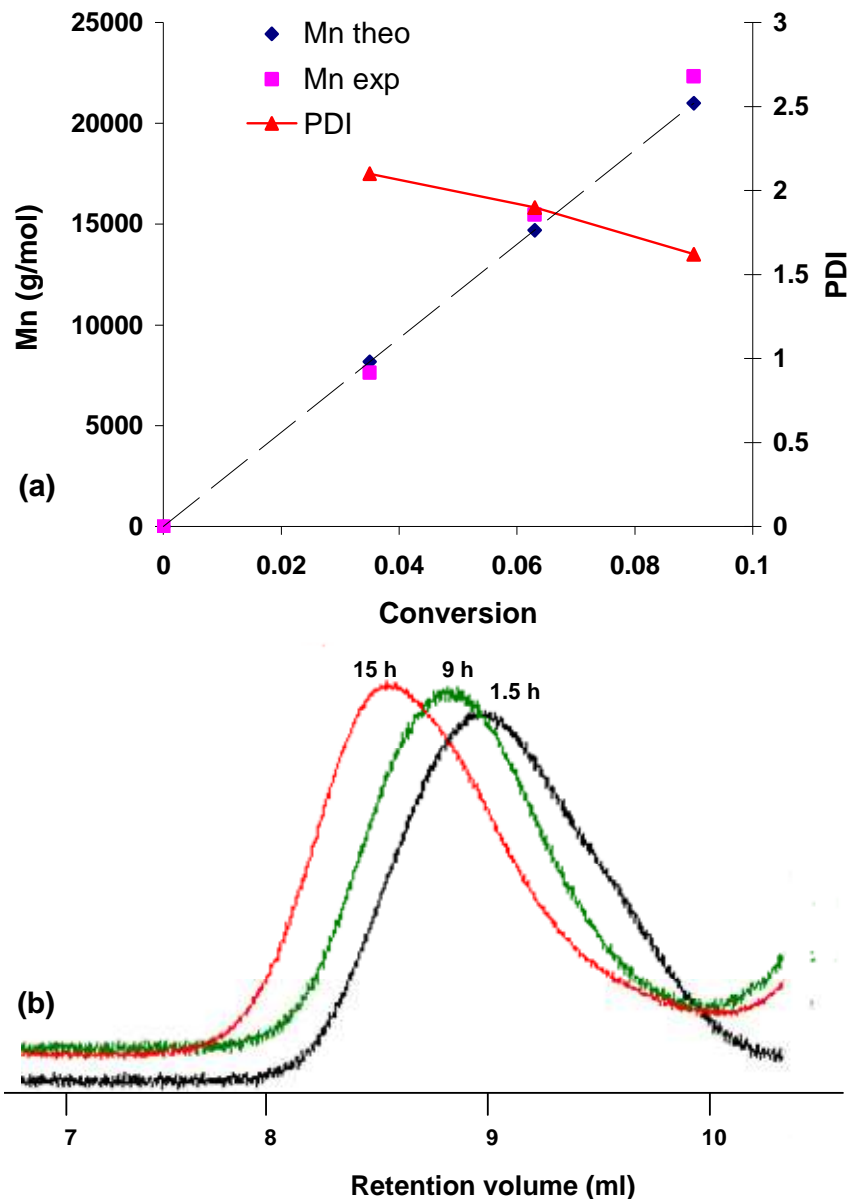 25000
20000
15000
10000
5000
0
Mn (g/mol)
Mn theo
Mn exp
PDI
3
2.5
2
1.5
1
0.5
0
PDI
0 0.02 0.04 0.06 0.08 0.1
Conversion
(a)
15 h 9 h 1.5 h
(b)
7 8 9 10
Retention volume (ml)